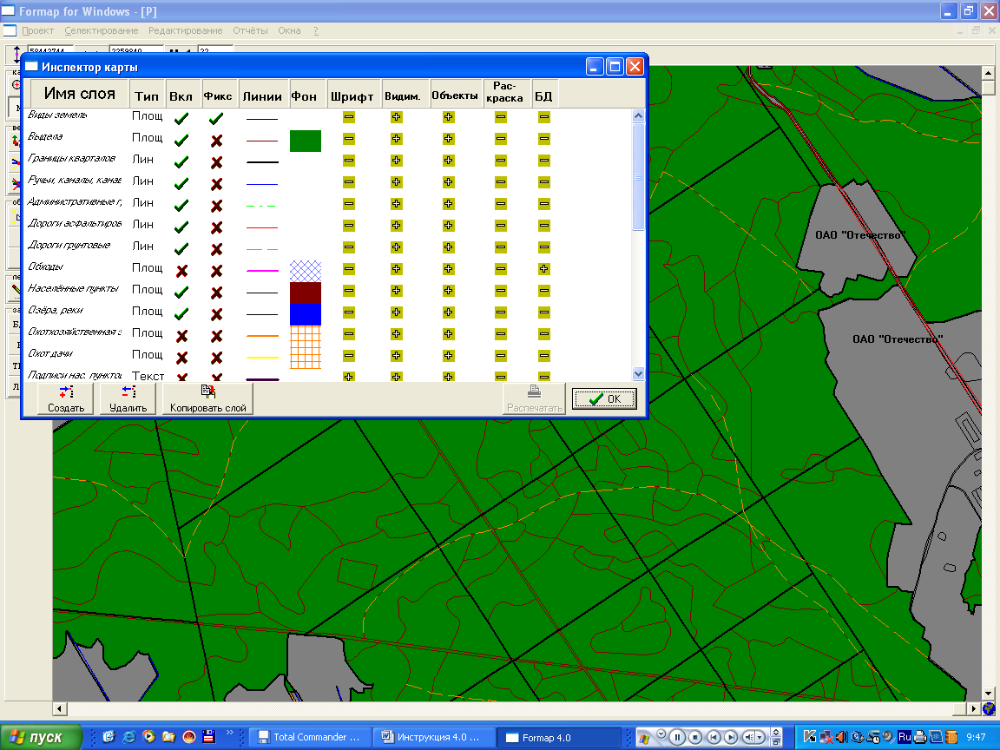 Formap for Windows - [P]
Проект Селектирование Редактирование Отчёты Окна ?
Инспектор карты
Имя слоя Тип Вкл Фикс Линии Фон Шрифт Видим. Объекты Рас-краска БД
Виды земель Площ
Выдела Площ
Границы кварталов Лин
Ручьи, каналы, канав Лин
Административные г Лин
Дороги асфальтиров Лин
Дороги грунтовые Лин
Обходы Площ
Населённые пункты Площ
Озёра, реки Площ
Охотхозяйственная э Площ
Охот дачи Площ
Подписи нас. пунктов Текст
Создать Удалить Копировать слой Распечатать OK
ОАО "Отечество"
ОАО "Отечество"
пуск Total Commander ... Инструкция 4.0 ... Formap 4.0 Ru 9:47